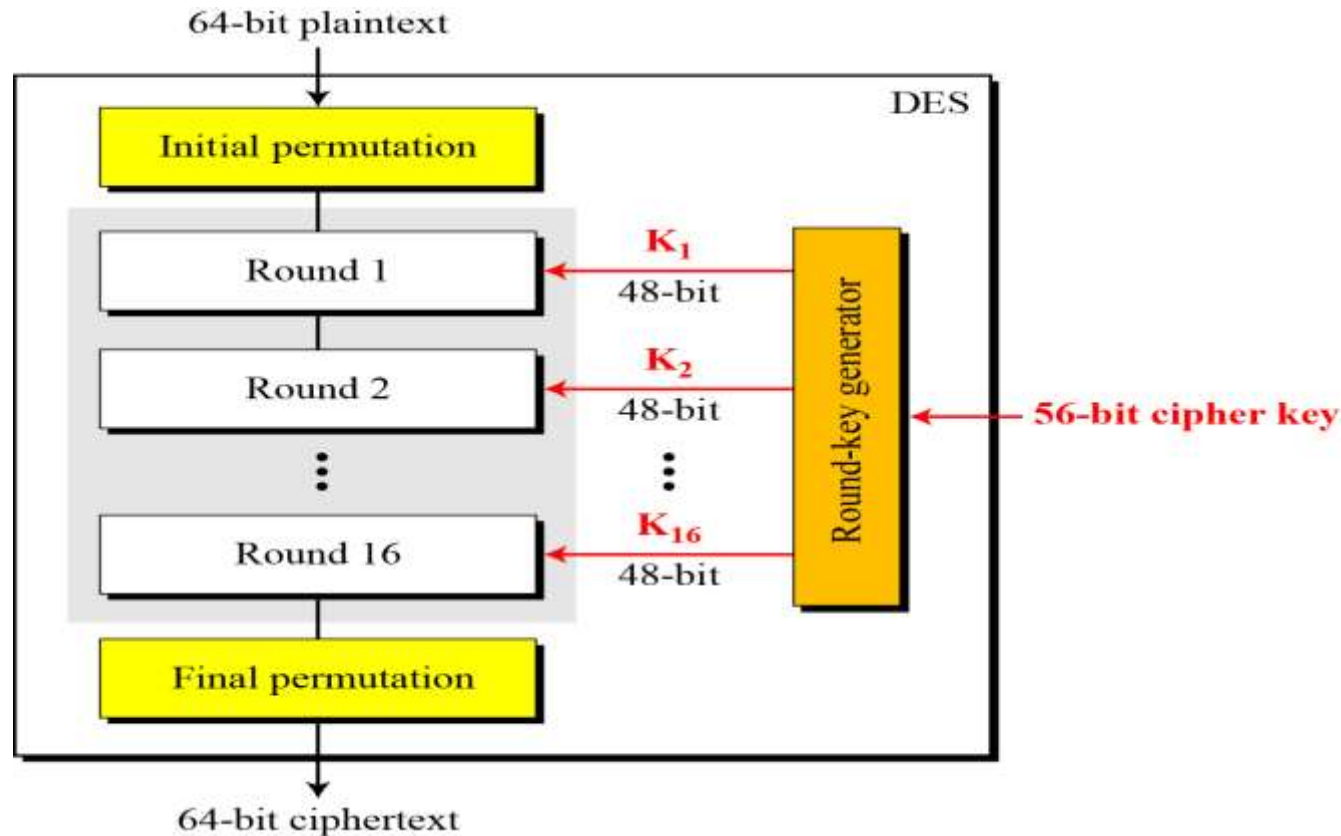 64-bit plaintext
DES
Initial permutation
K₁
Round 1
48-bit
K₂
Round 2
48-bit
Round-key generator
56-bit cipher key
K₁₆
Round 16
48-bit
Final permutation
64-bit ciphertext